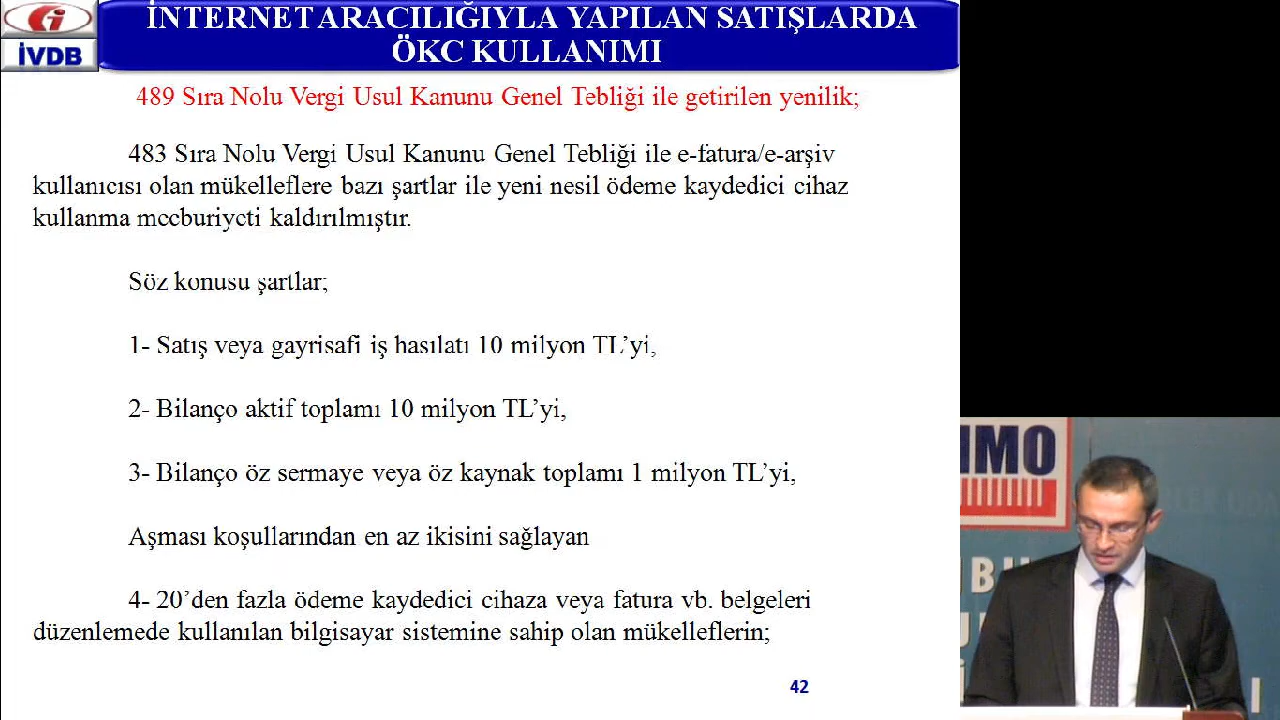 İNTERNET ARACILIĞIYLA YAPILAN SATIŞLARDA
ÖKC KULLANIMI
İVDB
489 Sıra Nolu Vergi Usul Kanunu Genel Tebliği ile getirilen yenilik;
483 Sıra Nolu Vergi Usul Kanunu Genel Tebliği ile e-fatura/e-arşiv
kullanıcısı olan mükelleflere bazı şartlar ile yeni nesil ödeme kaydedici cihaz
kullanma mecburiyeti kaldırılmıştır.
Söz konusu şartlar;
1- Satış veya gayrisafi iş hasılatı 10 milyon TL’yi,
2- Bilanço aktif toplamı 10 milyon TL’yi,
3- Bilanço öz sermaye veya öz kaynak toplamı 1 milyon TL’yi,
Aşması koşullarından en az ikisini sağlayan
4- 20’den fazla ödeme kaydedici cihaza veya fatura vb. belgeleri
düzenlemede kullanılan bilgisayar sistemine sahip olan mükelleflerin;
42
MMO